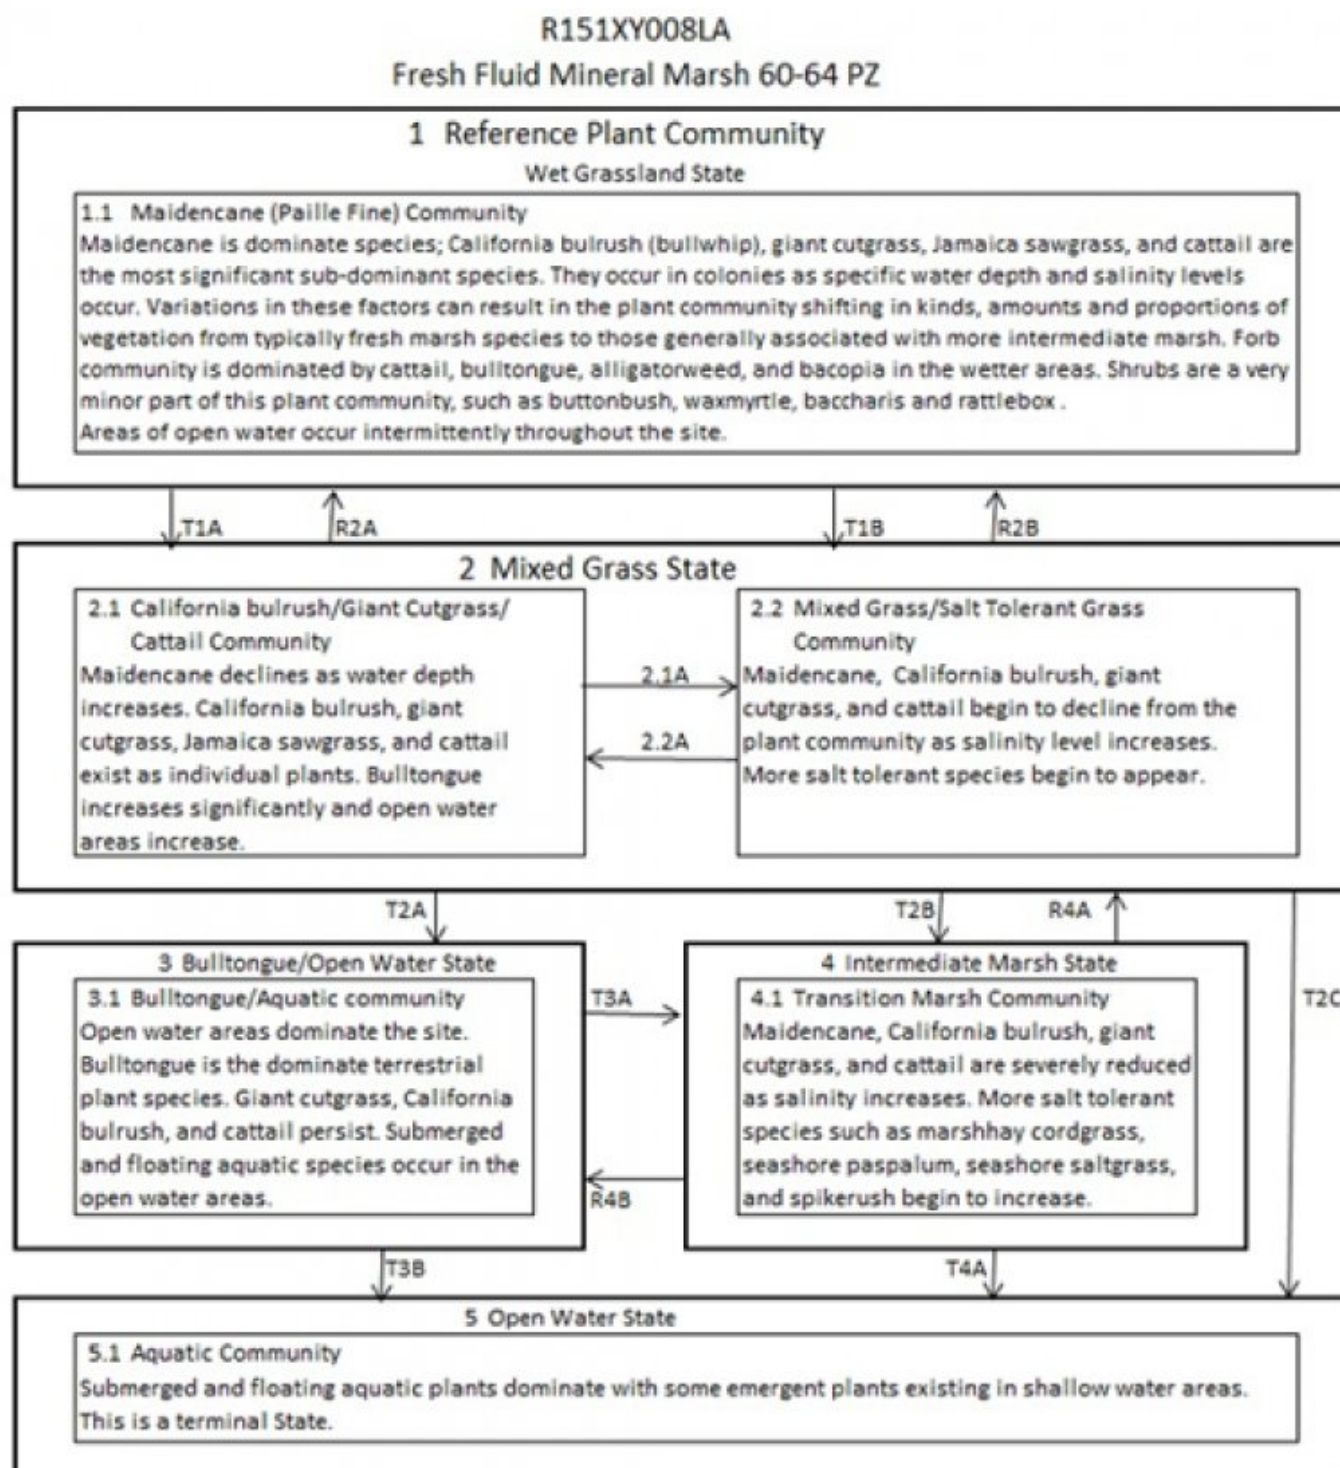 R151XY008LA
Fresh Fluid Mineral Marsh 60-64 PZ
1 Reference Plant Community
Wet Grassland State
1.1 Maidencane (Paille Fine) Community
Maidencane is dominate species; California bulrush (bullwhip), giant cutgrass, Jamaica sawgrass, and cattail are
the most significant sub-dominant species. They occur in colonies as specific water depth and salinity levels
occur. Variations in these factors can result in the plant community shifting in kinds, amounts and proportions of
vegetation from typically fresh marsh species to those generally associated with more intermediate marsh. Forb
community is dominated by cattail, bulltongue, alligatorweed, and bacopia in the wetter areas. Shrubs are a very
minor part of this plant community, such as buttonbush, waxmyrtle, baccharis and rattlebox .
Areas of open water occur intermittently throughout the site.
T1A
R2A
T1B
R2B
2 Mixed Grass State
2.1 California bulrush/Giant Cutgrass/
Cattail Community
Maidencane declines as water depth
increases. California bulrush, giant
cutgrass, Jamaica sawgrass, and cattail
exist as individual plants. Bulltongue
increases significantly and open water
areas increase.
2.1A
2.2A
2.2 Mixed Grass/Salt Tolerant Grass
Community
Maidencane, California bulrush, giant
cutgrass, and cattail begin to decline from the
plant community as salinity level increases.
More salt tolerant species begin to appear.
T2A
T2B
R4A
T2C
3 Bulltongue/Open Water State
3.1 Bulltongue/Aquatic community
Open water areas dominate the site.
Bulltongue is the dominate terrestrial
plant species. Giant cutgrass, California
bulrush, and cattail persist. Submerged
and floating aquatic species occur in the
open water areas.
T3A
R4B
4 Intermediate Marsh State
4.1 Transition Marsh Community
Maidencane, California bulrush, giant
cutgrass, and cattail are severely reduced
as salinity increases. More salt tolerant
species such as marshhay cordgrass,
seashore paspalum, seashore saltgrass,
and spikerush begin to increase.
T3B
T4A
5 Open Water State
5.1 Aquatic Community
Submerged and floating aquatic plants dominate with some emergent plants existing in shallow water areas.
This is a terminal State.